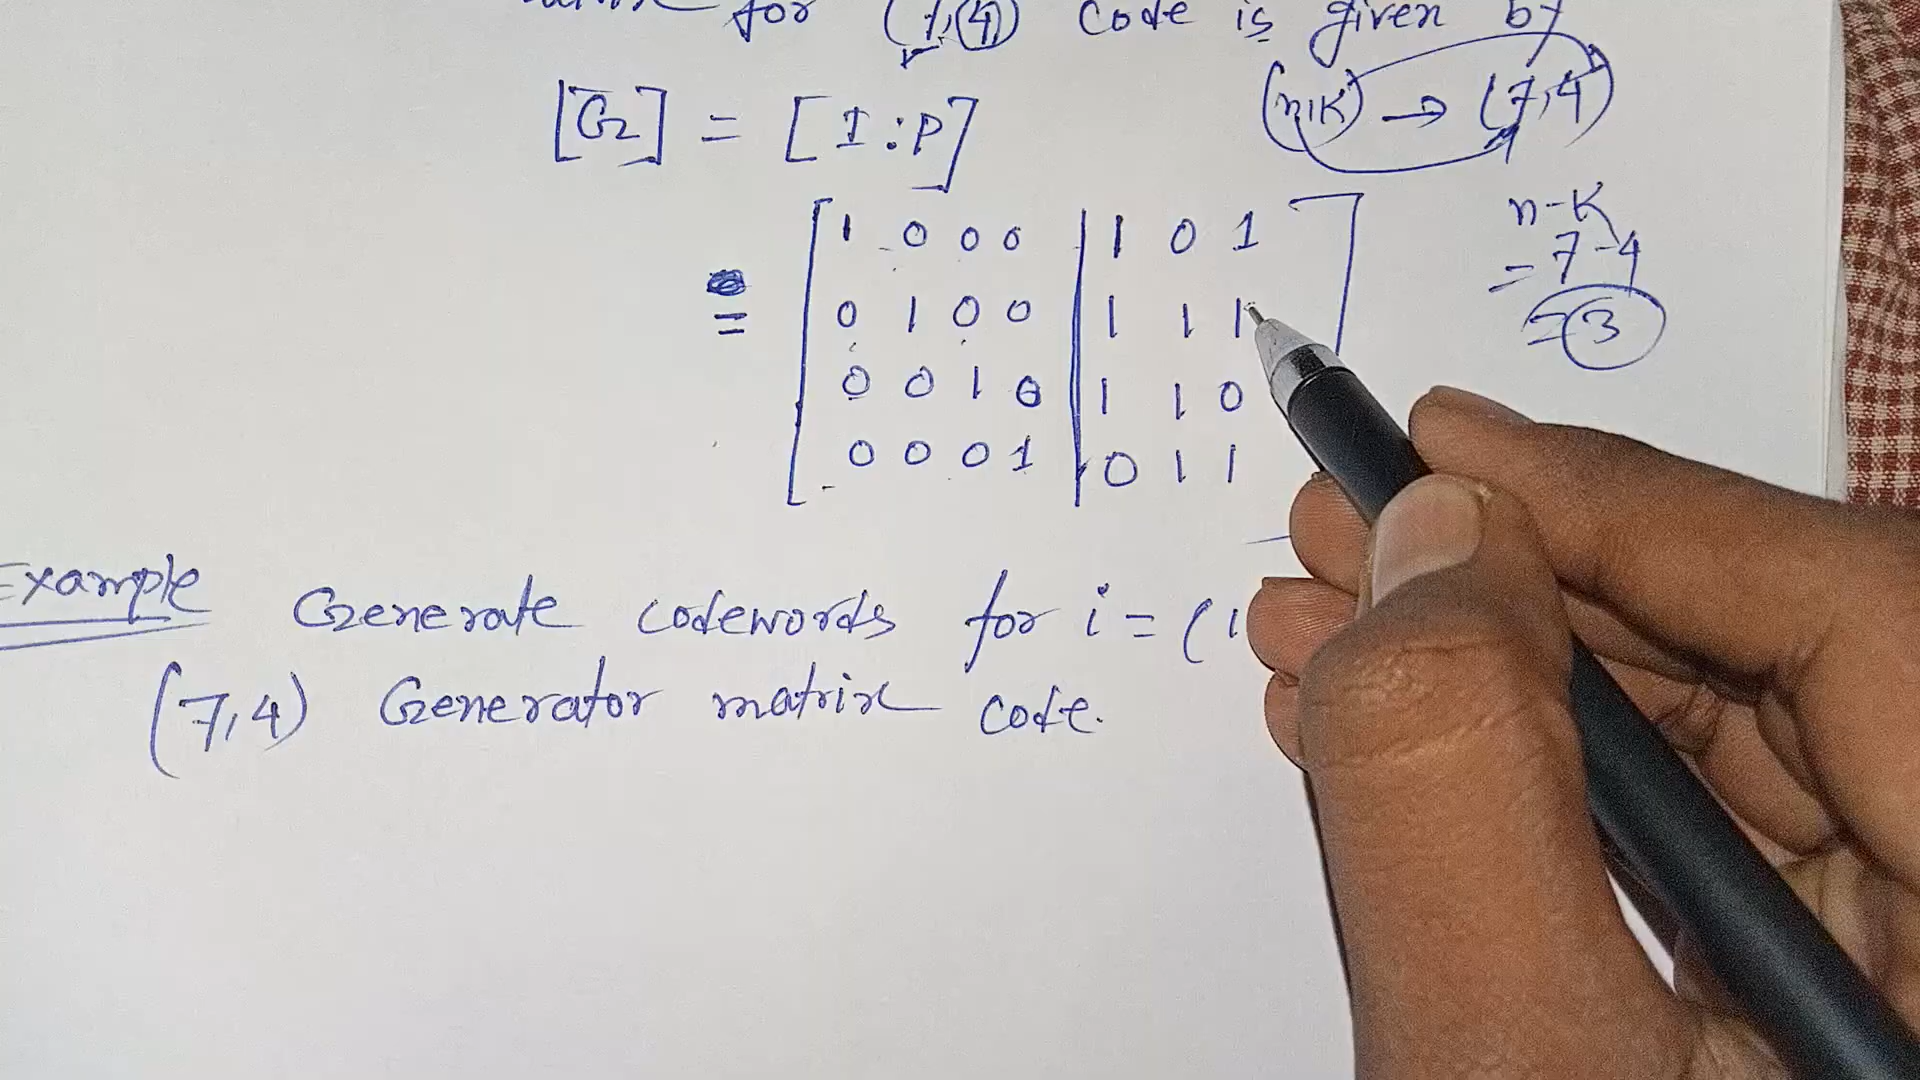 for (7,4) code is given by
[G] = [I:P]
(n,k) → (7,4)
n-k
= 7-4
= 3
1 0 0 0 | 1 0 1
= 0 1 0 0 | 1 1 1
0 0 1 0 | 1 1 0
0 0 0 1 | 0 1 1
Example Generate codewords for i = (1
(7,4) Generator matrix code.